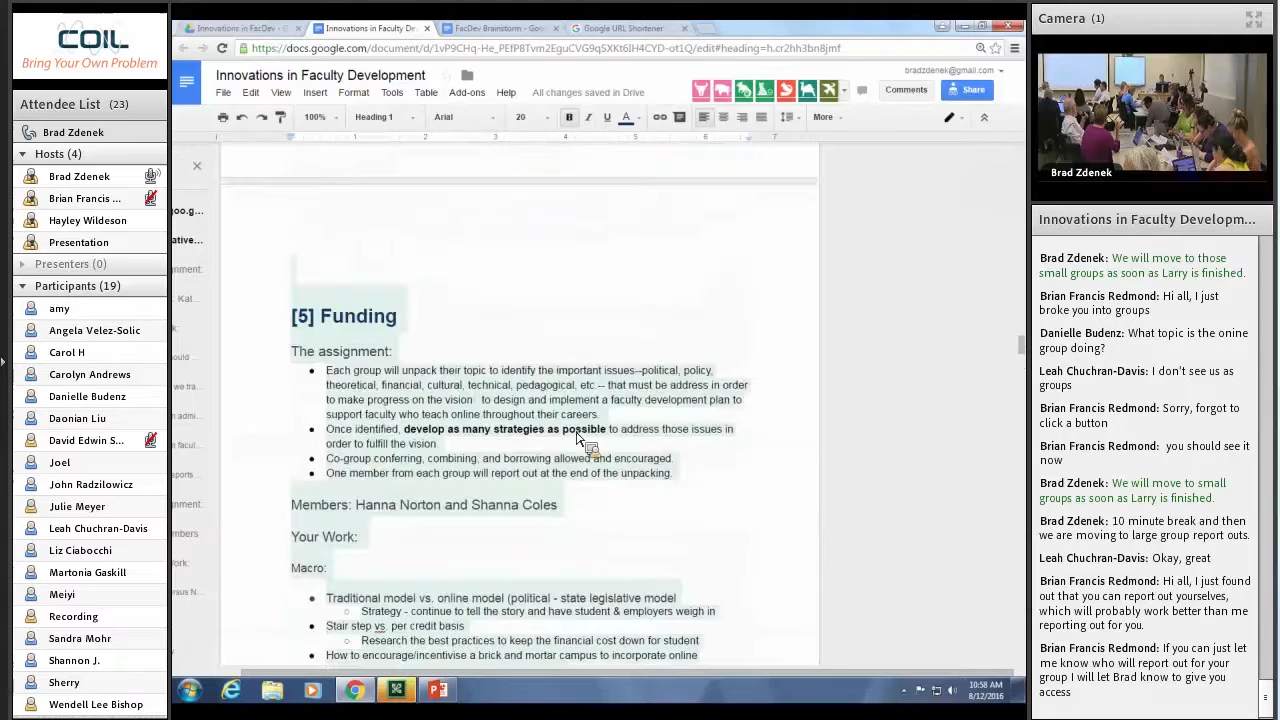 COIL
Bring Your Own Problem
Attendee List (23)
Brad Zdenek
Hosts (4)
Brad Zdenek
Brian Francis ...
Hayley Wildeson
Presentation
Presenters (0)
Participants (19)
amy
Angela Velez-Solic
Carol H
Carolyn Andrews
Danielle Budenz
Daonian Liu
David Edwin S...
Joel
John Radzilowicz
Julie Meyer
Leah Chuchran-Davis
Liz Ciabocchi
Martonia Gaskill
Meiyi
Recording
Sandra Mohr
Shannon J.
Sherry
Wendell Lee Bishop
Innovations in FacDev -
Innovations in Faculty De
FacDev Brainstorm - Goo
Google URL Shortener
Innovations in Faculty Development
bradzdenek@gmail.com
File Edit View Insert Format Tools Table Add-ons Help All changes saved in Drive
Comments
Share
100% Heading 1 Arial 20 B I U A More
1 2 3 4 5 6 7
[5] Funding
The assignment:
Each group will unpack their topic to identify the important issues--political, policy,
theoretical, financial, cultural, technical, pedagogical, etc.-- that must be address in order
to make progress on the vision to design and implement a faculty development plan to
support faculty who teach online throughout their careers.
Once identified, develop as many strategies as possible to address those issues in
order to fulfill the vision.
Co-group conferring, combining, and borrowing allowed and encouraged.
One member from each group will report out at the end of the unpacking.
Members: Hanna Norton and Shanna Coles
Your Work:
Macro:
Traditional model vs. online model (political - state legislative model
Strategy - continue to tell the story and have student & employers weigh in
Stair step vs. per credit basis
Research the best practices to keep the financial cost down for student
How to encourage/incentivise a brick and mortar campus to incorporate online
10:58 AM
8/12/2016
Camera (1)
Brad Zdenek
Innovations in Faculty Developm...
Brad Zdenek: We will move to those
small groups as soon as Larry is finished.
Brian Francis Redmond: Hi all, I just
broke you into groups
Danielle Budenz: What topic is the onine
group doing?
Leah Chuchran-Davis: I don't see us as
groups
Brian Francis Redmond: Sorry, forgot to
click a button
Brian Francis Redmond: you should see it
now
Brad Zdenek: We will move to small
groups as soon as Larry is finished.
Brad Zdenek: 10 minute break and then
we are moving to large group report outs.
Leah Chuchran-Davis: Okay, great
Brian Francis Redmond: Hi all, I just found
out that you can report out yourselves,
which will probably work better than me
reporting out for you.
Brian Francis Redmond: If you can just let
me know who will report out for your
group I will let Brad know to give you
access